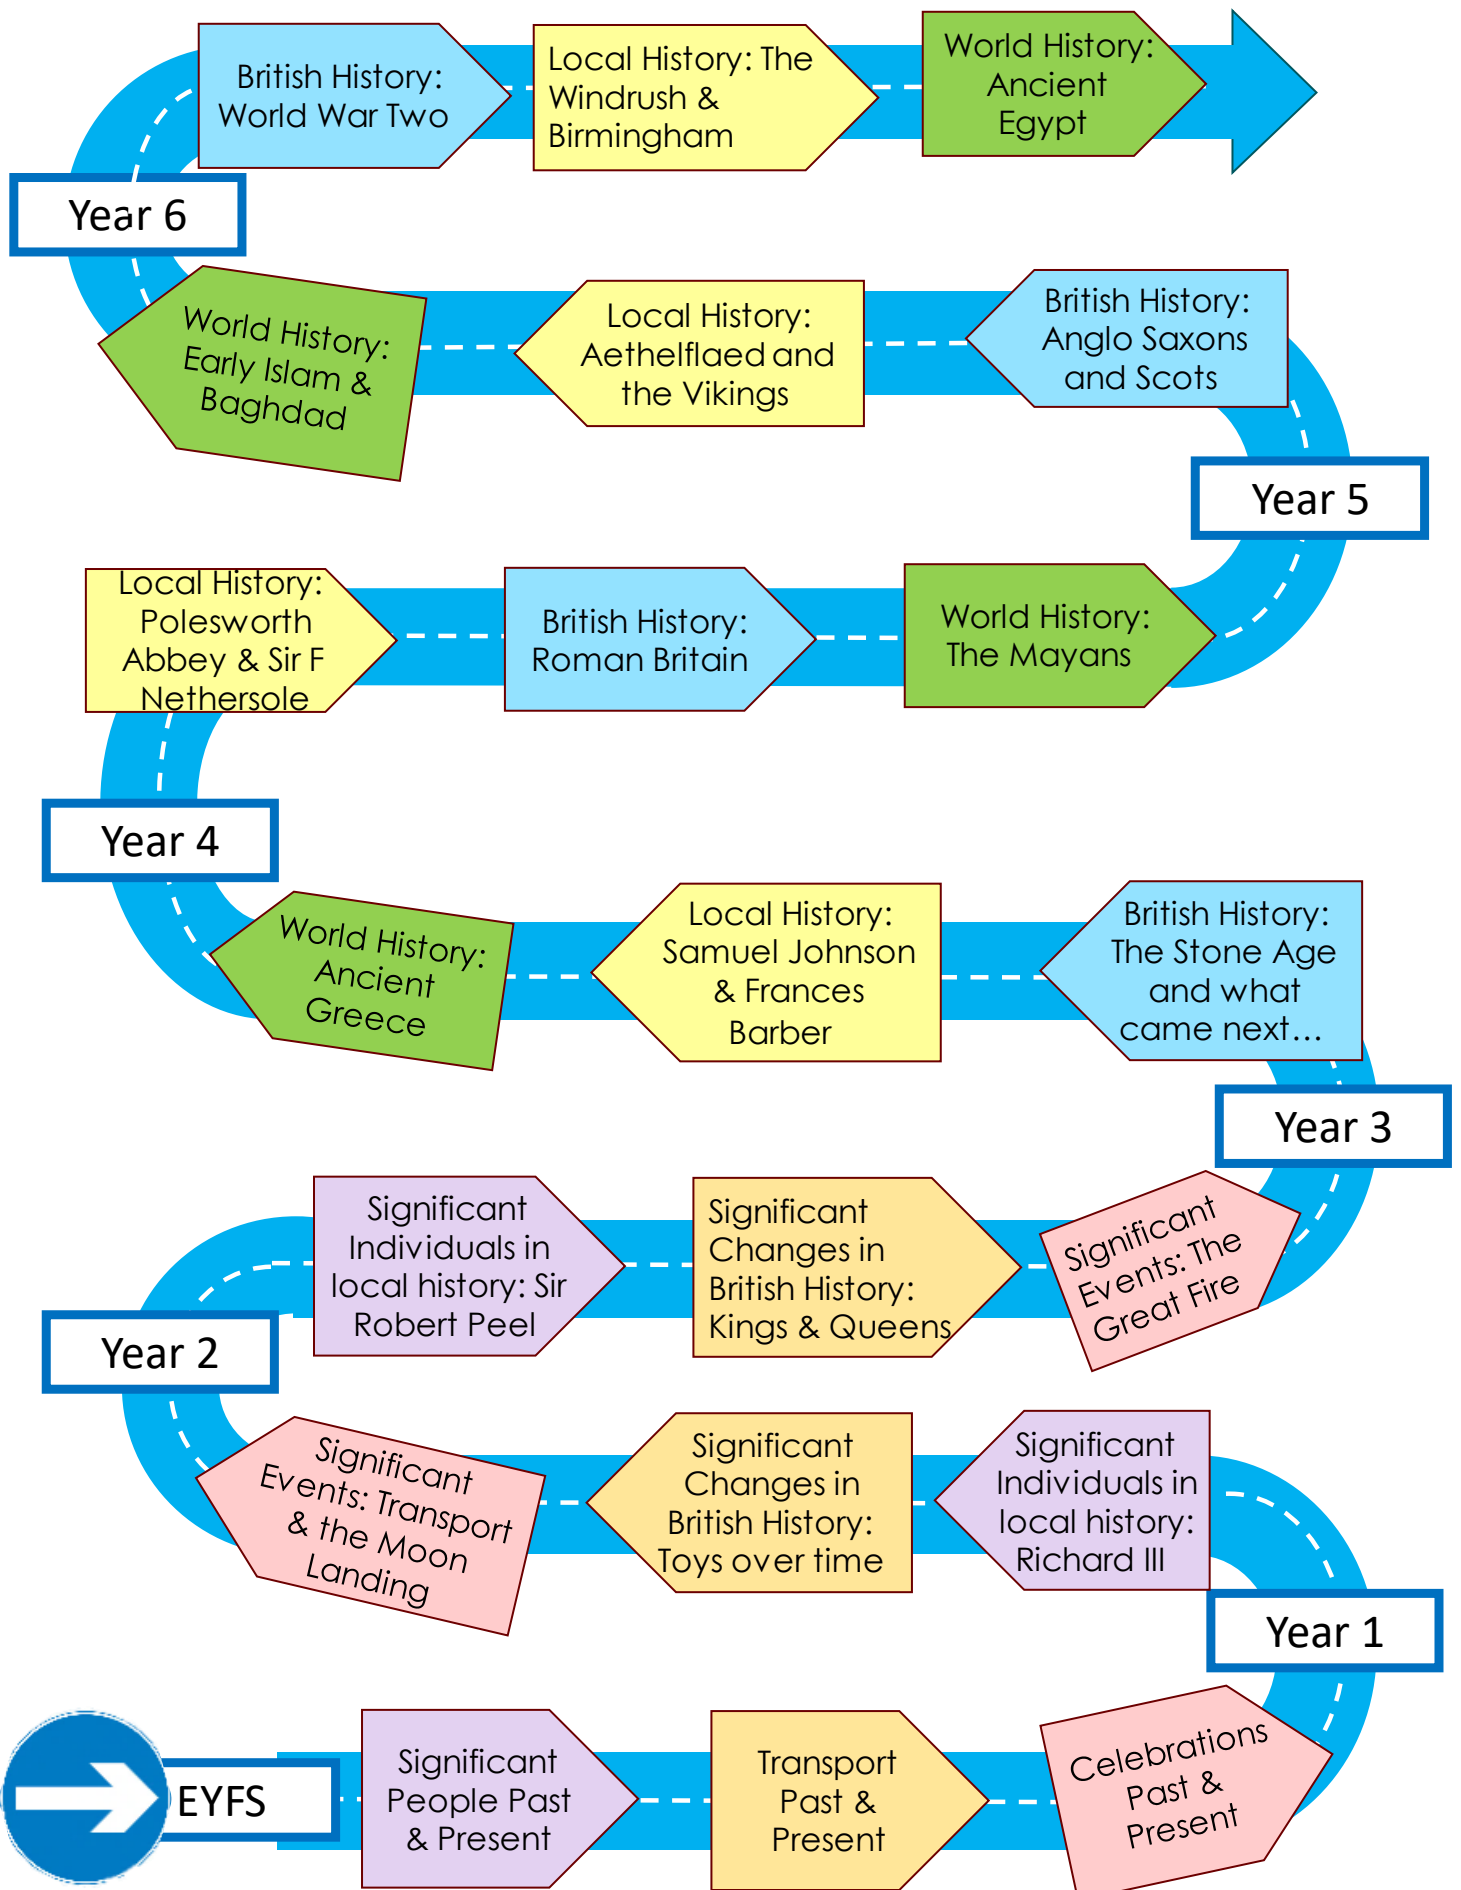 British History:
World War Two
Local History: The
Windrush &
Birmingham
World History:
Ancient
Egypt
Year 6
World History:
Early Islam &
Baghdad
Local History:
Aethelflaed and
the Vikings
British History:
Anglo Saxons
and Scots
Year 5
Local History:
Polesworth
Abbey & Sir F
Nethersole
British History:
Roman Britain
World History:
The Mayans
Year 4
World History:
Ancient
Greece
Local History:
Samuel Johnson
& Frances
Barber
British History:
The Stone Age
and what
came next…
Year 3
Significant
Individuals in
local history: Sir
Robert Peel
Significant
Changes in
British History:
Kings & Queens
Significant
Events: The
Great Fire
Year 2
Significant
Events: Transport
& the Moon
Landing
Significant
Changes in
British History:
Toys over time
Significant
Individuals in
local history:
Richard III
Year 1
EYFS
Significant
People Past
& Present
Transport
Past &
Present
Celebrations
Past &
Present